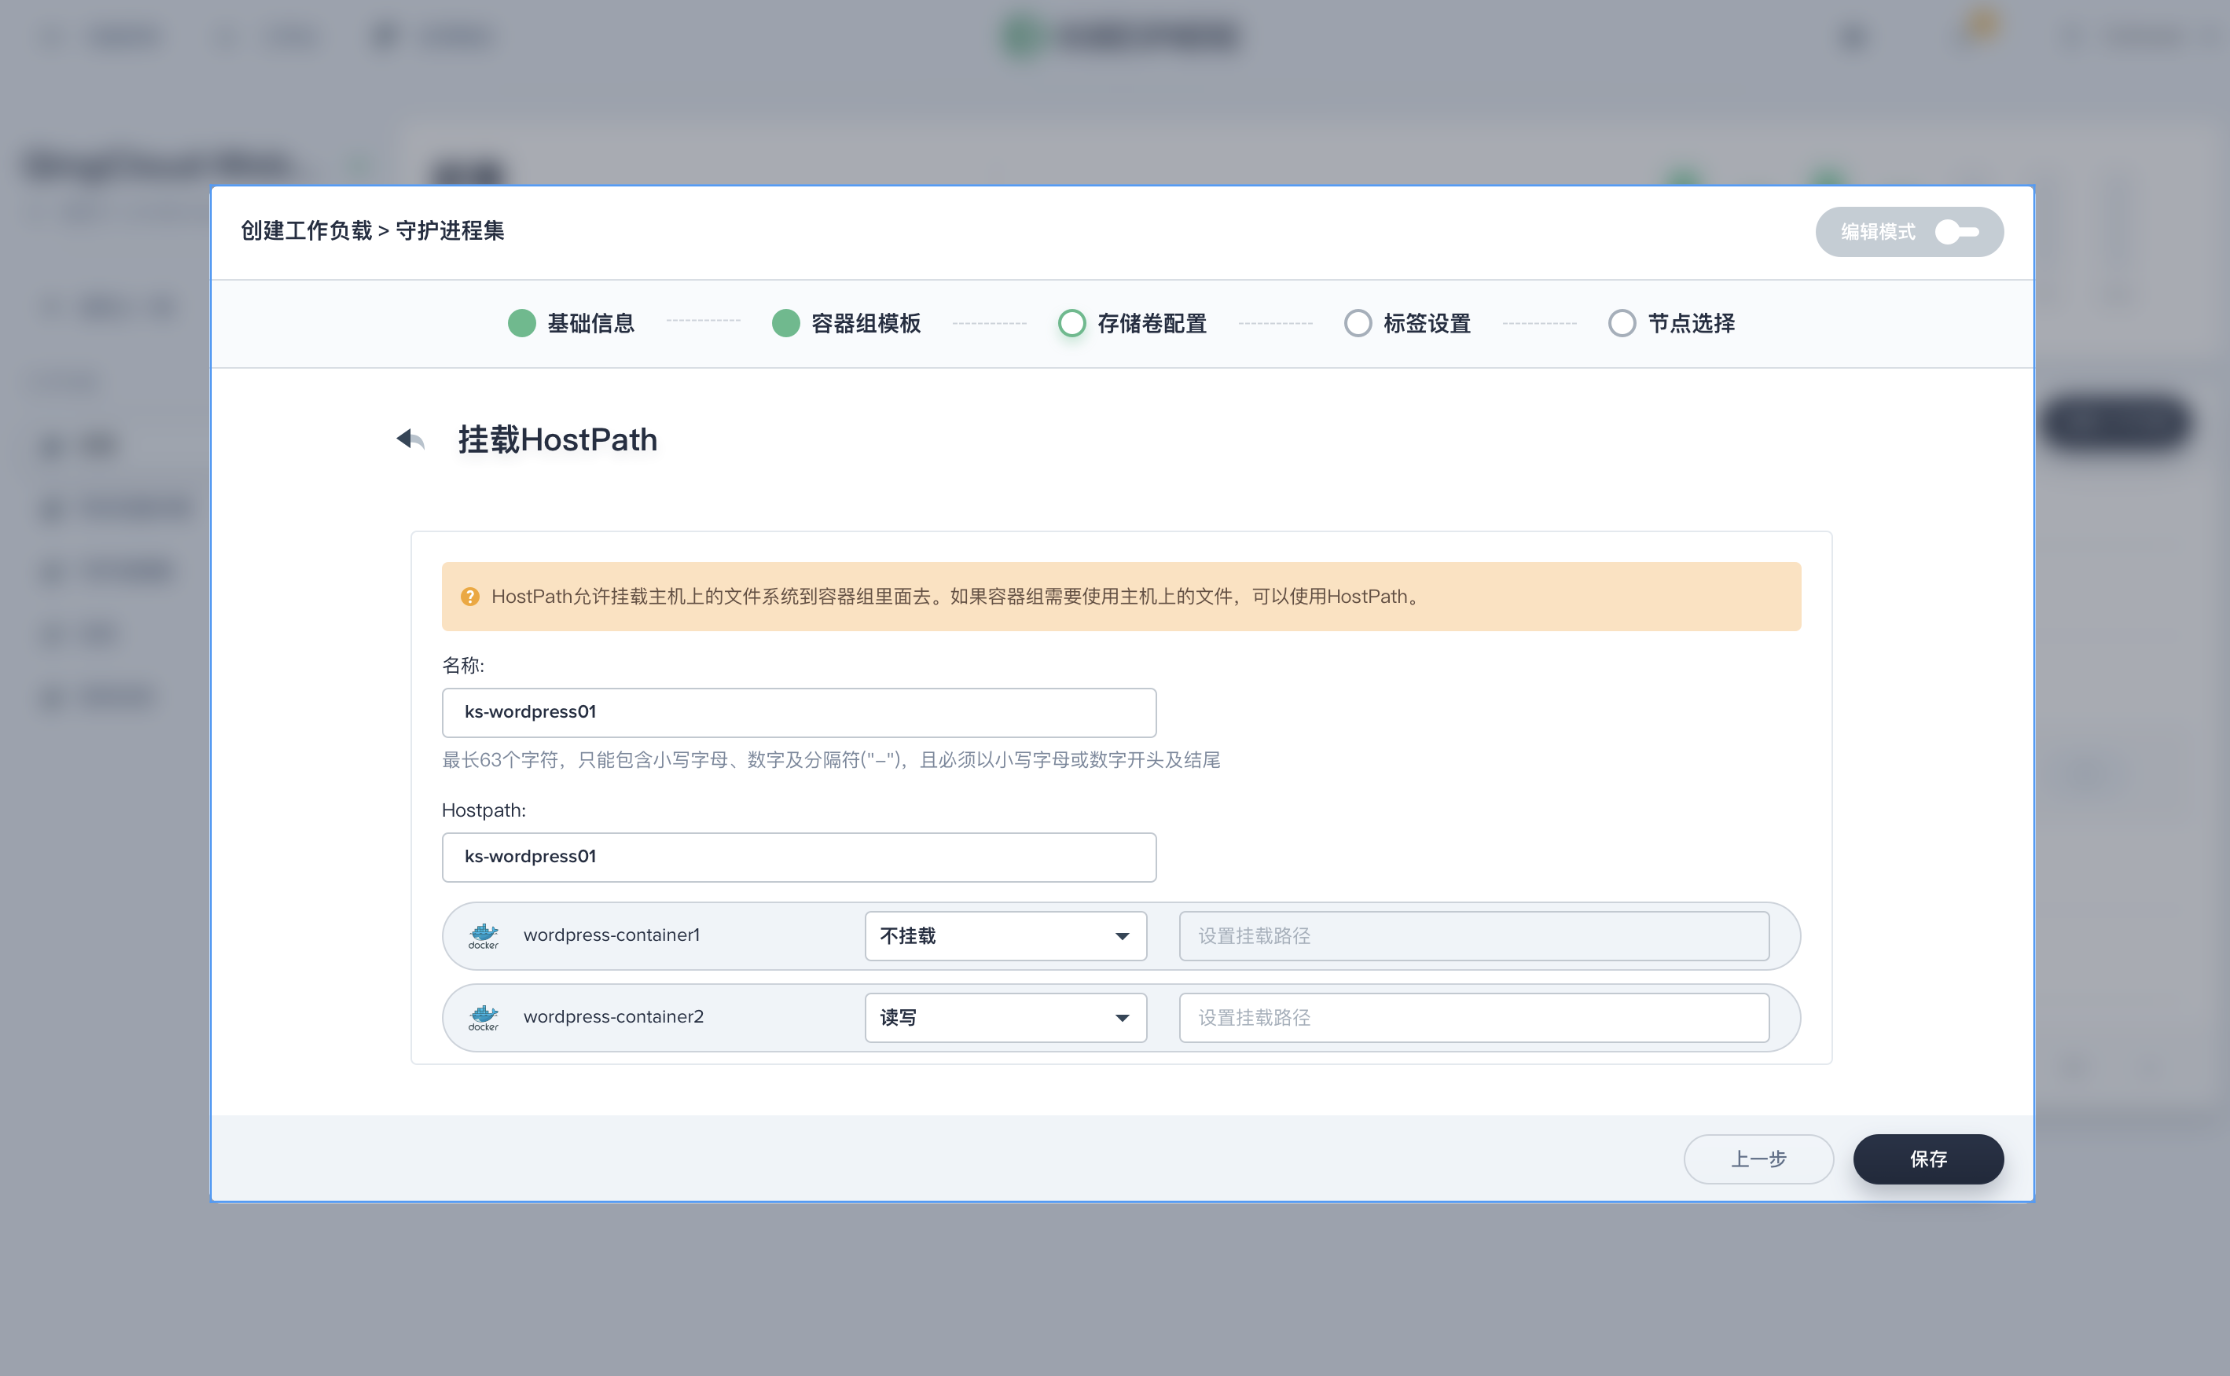 创建工作负载 > 守护进程集
编辑模式
基础信息
容器组模板
存储卷配置
标签设置
节点选择
挂载HostPath
HostPath允许挂载主机上的文件系统到容器组里面去。如果容器组需要使用主机上的文件，可以使用HostPath。
名称:
ks-wordpress01
最长63个字符，只能包含小写字母、数字及分隔符("-")，且必须以小写字母或数字开头及结尾
Hostpath:
ks-wordpress01
docker
wordpress-container1
不挂载
设置挂载路径
docker
wordpress-container2
读写
设置挂载路径
上一步
保存